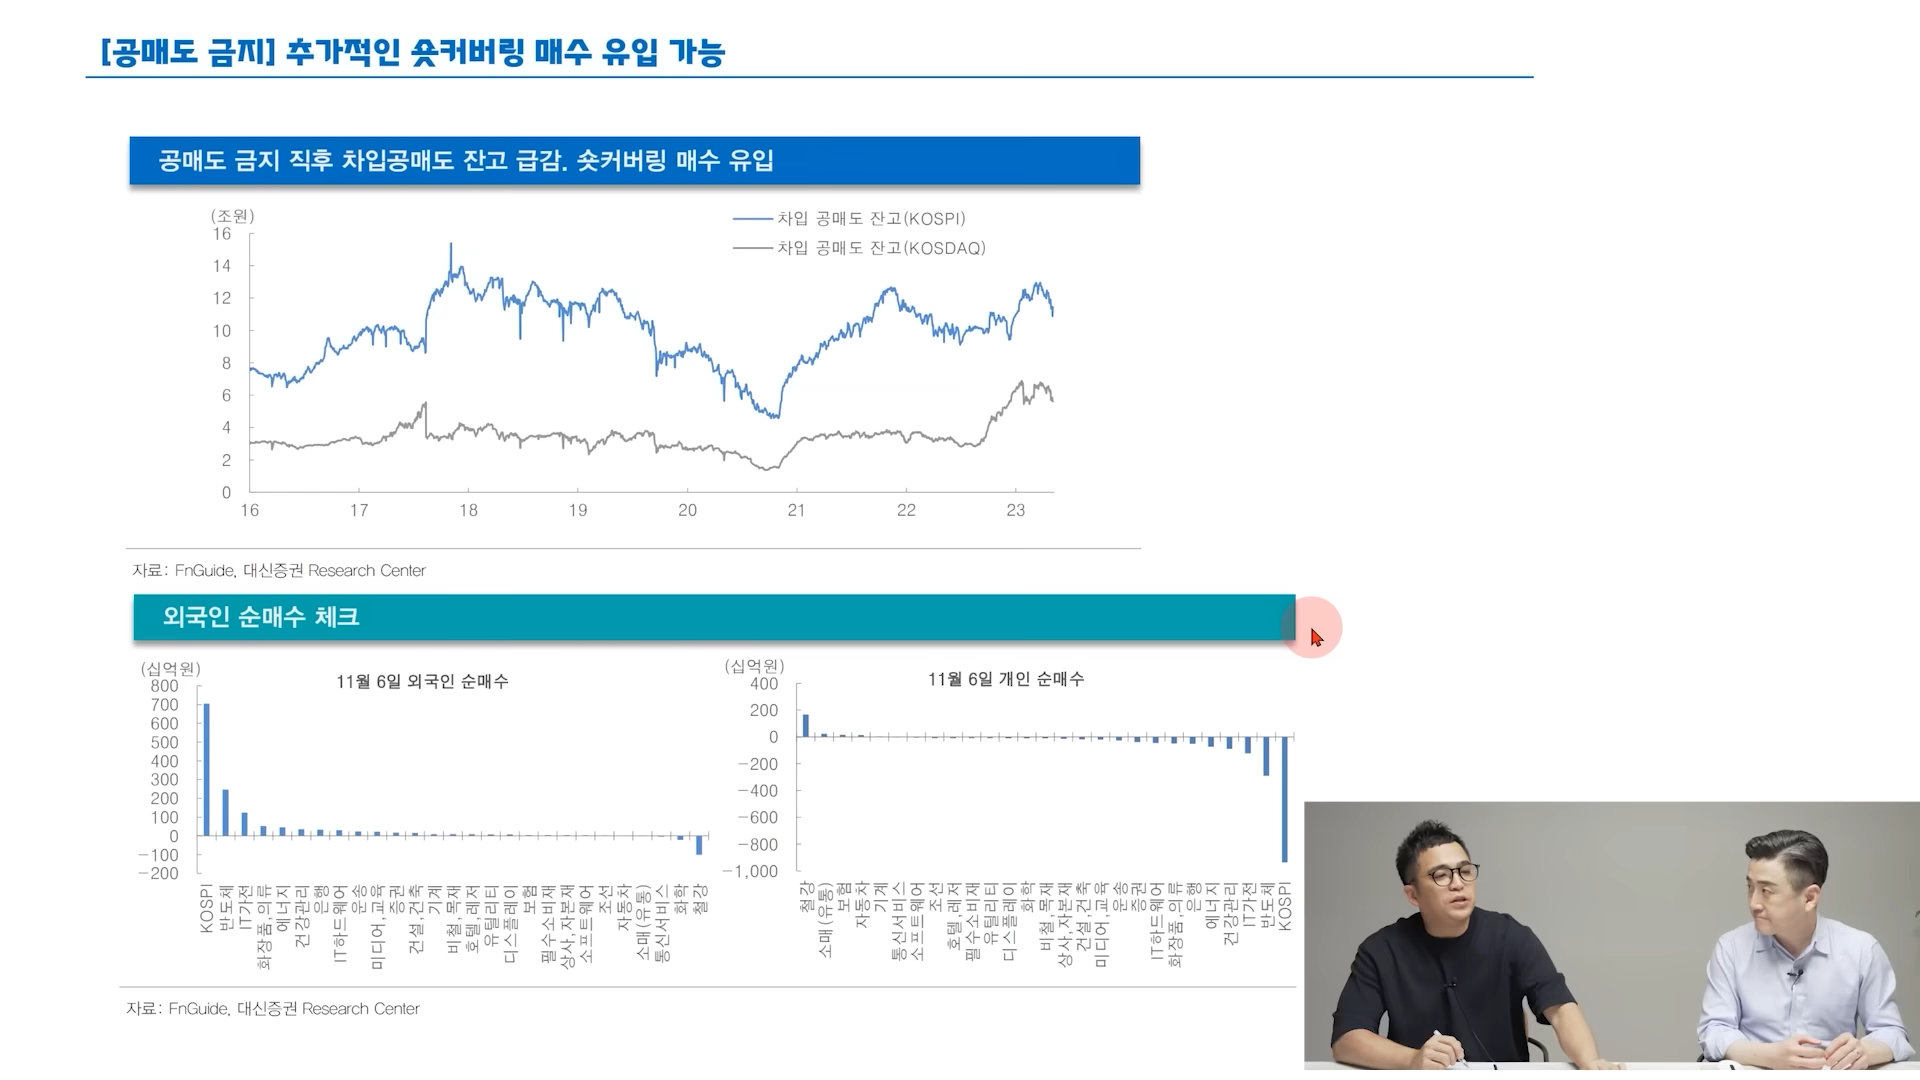 [공매도 금지] 추가적인 숏커버링 매수 유입 가능
공매도 금지 직후 차입공매도 잔고 급감. 숏커버링 매수 유입
(조원)
차입 공매도 잔고(KOSPI)
차입 공매도 잔고(KOSDAQ)
16
14
12
10
8
6
4
2
0
16 17 18 19 20 21 22 23
자료: FnGuide, 대신증권 Research Center
외국인 순매수 체크
(십억원)
11월 6일 외국인 순매수
800
700
600
500
400
300
200
100
0
-100
-200
KOSPI
반도체
IT가전
화장품,의류
에너지
건강관리
은행
IT하드웨어
운송
미디어,교육
증권
건설,건축
기계
비철,목재
호텔,레저
유틸리티
디스플레이
보험
필수소비재
상사,자본재
소프트웨어
조선
자동차
소매(유통)
통신서비스
화학
철강
(십억원)
11월 6일 개인 순매수
400
200
0
-200
-400
-600
-800
-1,000
철강
소매(유통)
보험
자동차
기계
통신서비스
소프트웨어
조선
호텔,레저
필수소비재
유틸리티
디스플레이
화학
비철,목재
상사,자본재
건설,건축
미디어,교육
운송
증권
IT하드웨어
화장품,의류
은행
에너지
건강관리
IT가전
반도체
KOSPI
자료: FnGuide, 대신증권 Research Center